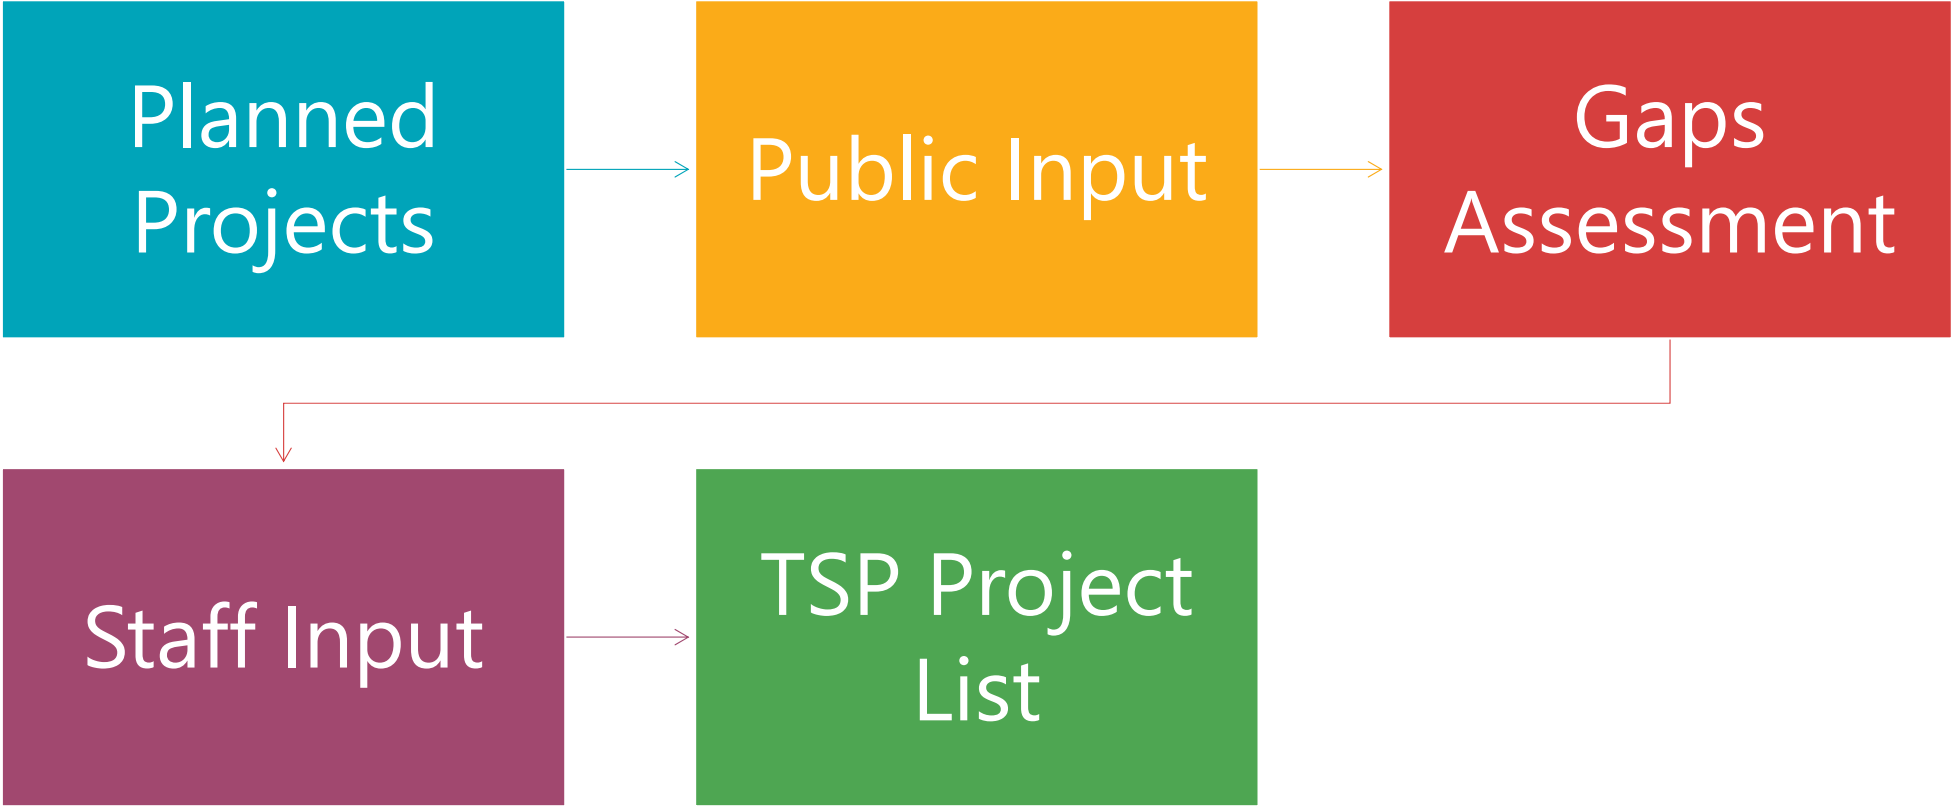 Planned
Projects
Public Input
Gaps
Assessment
Staff Input
TSP Project
List